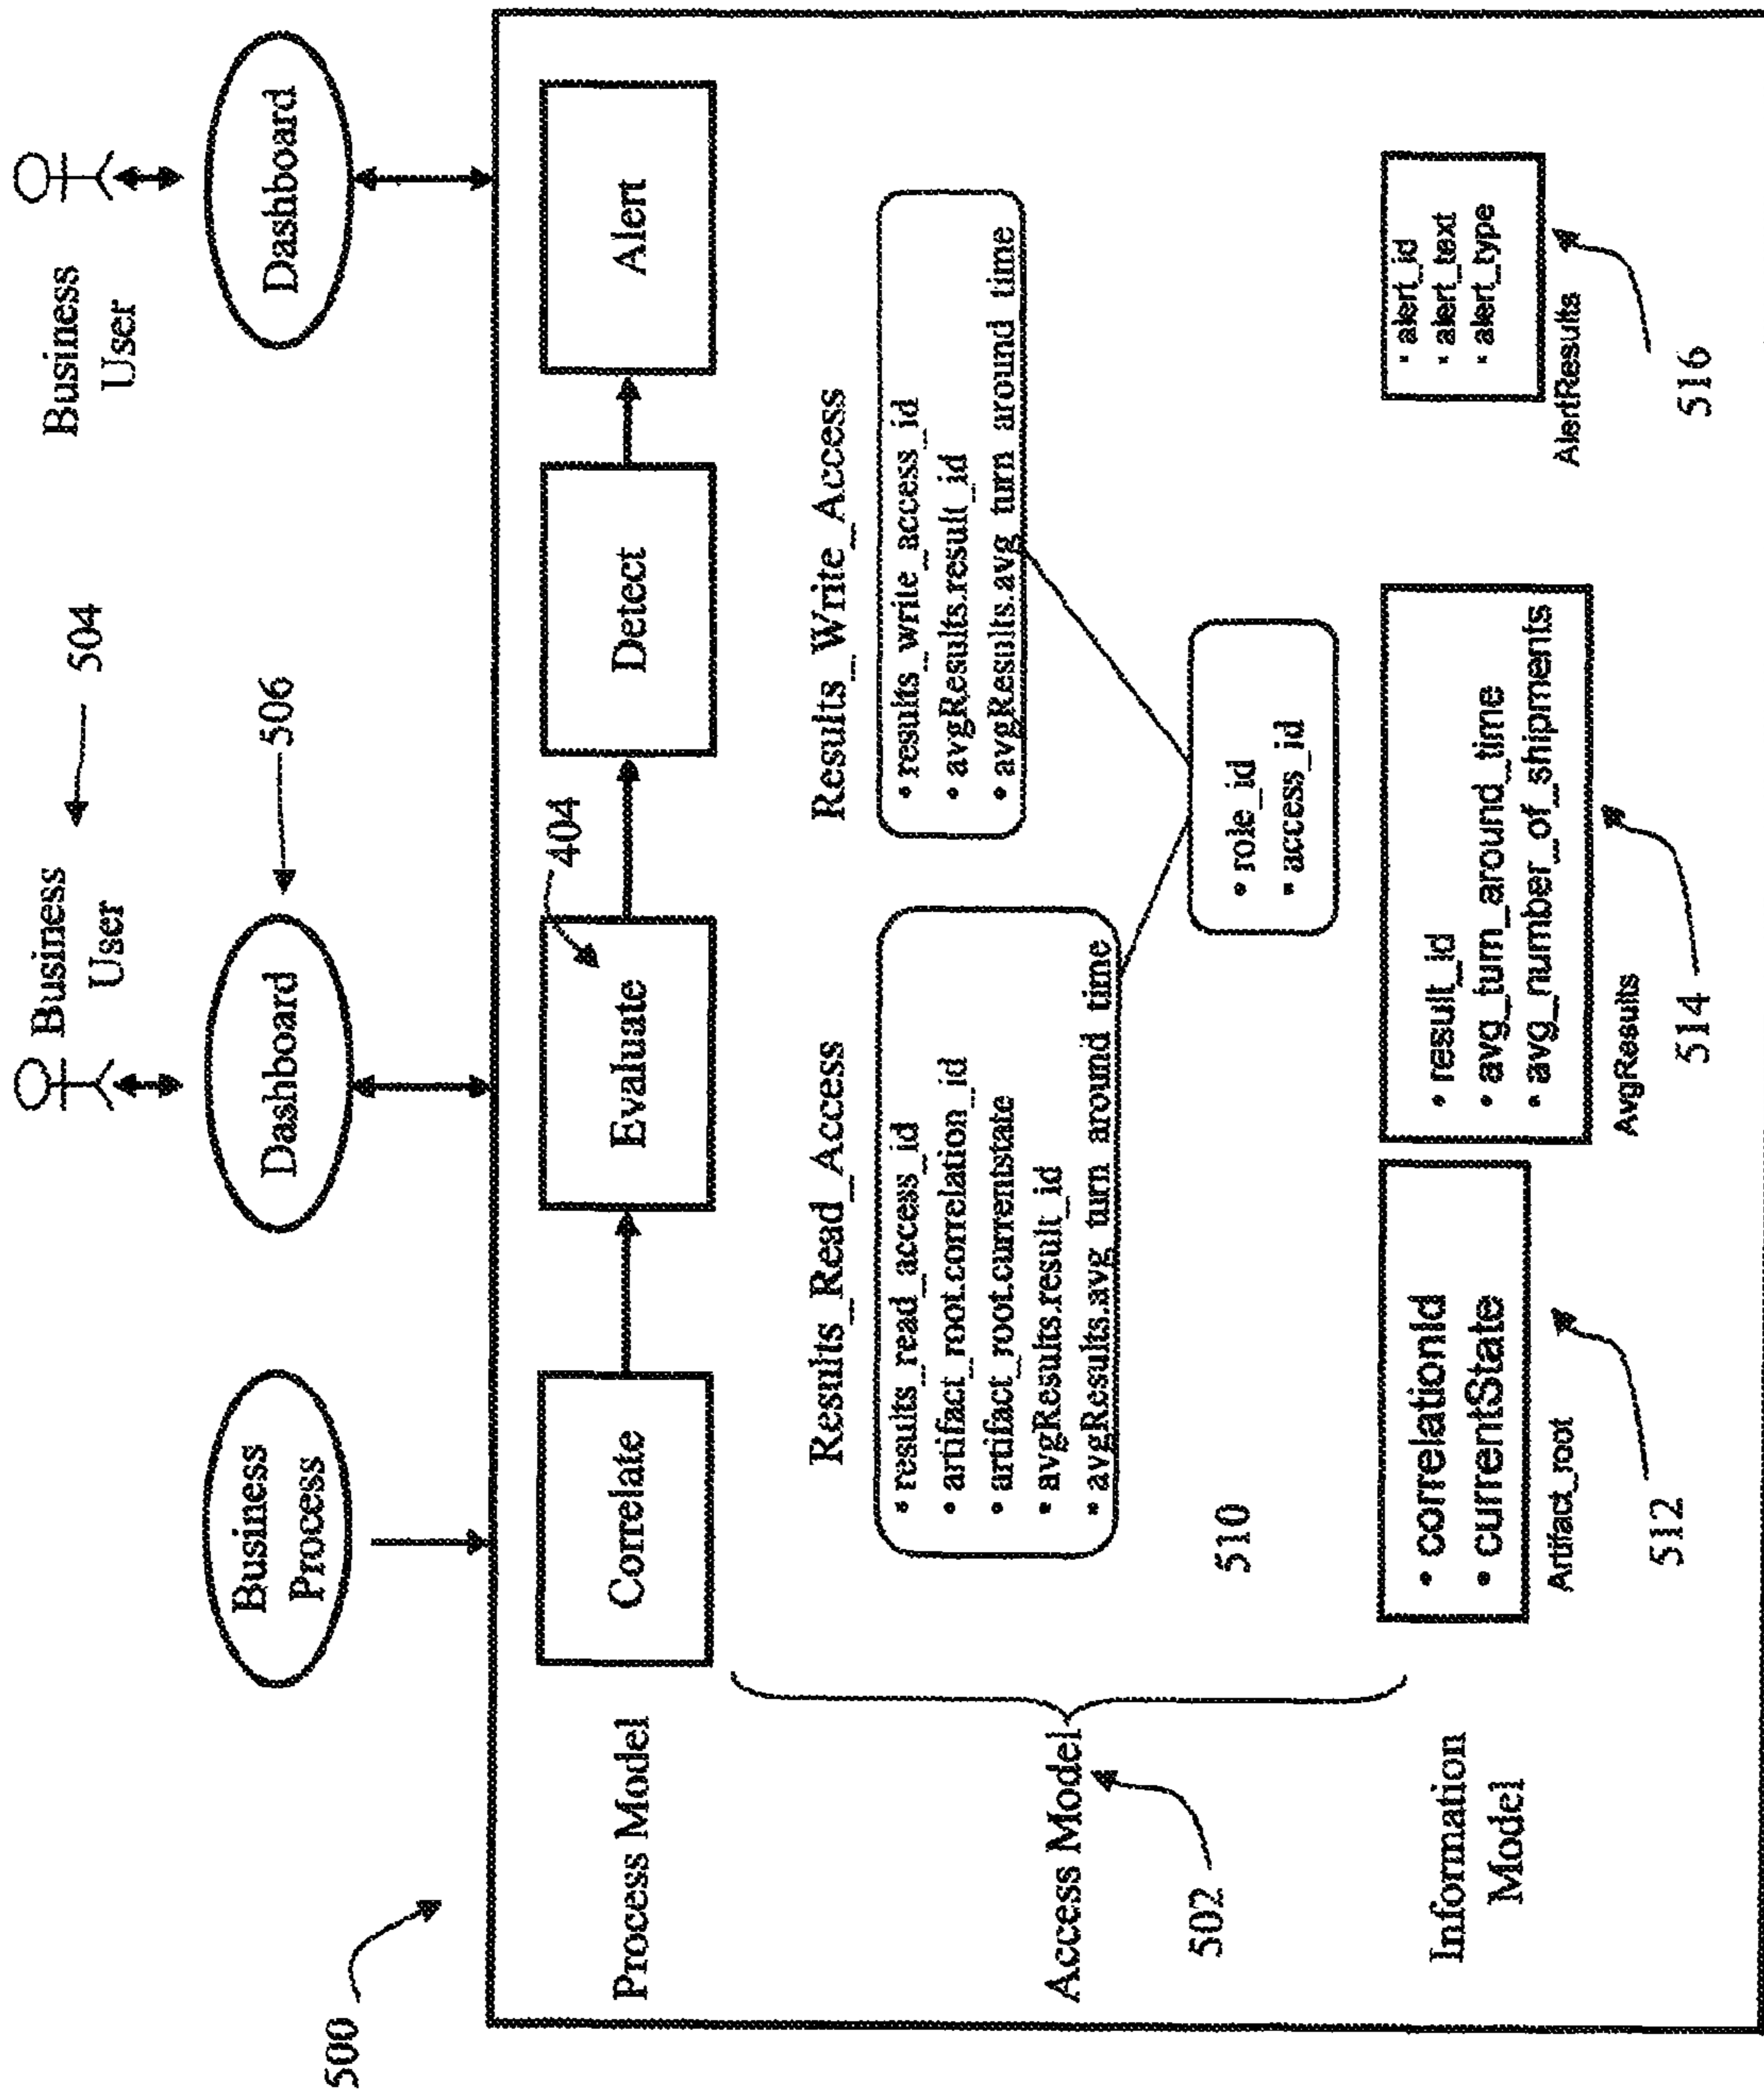 500
Business
User
504
Business
User
Business
Process
Dashboard
506
Dashboard
Process Model
Correlate
Evaluate
404
Detect
Alert
Results_Read_Access
Results_Write_Access
• results_read_access_id
• artifact_root.correlation_id
• artifact_root.currentstate
• avgResults.result_id
• avgResults.avg_turn_around_time
• results_write_access_id
• avgResults.result_id
• avgResults.avg_turn_around_time
Access Model
502
510
• role_id
• access_id
Information
Model
• correlationId
• currentState
Artifact_root
512
• result_id
• avg_turn_around_time
• avg_number_of_shipments
AvgResults
514
• alert_id
• alert_text
• alert_type
AlertResults
516